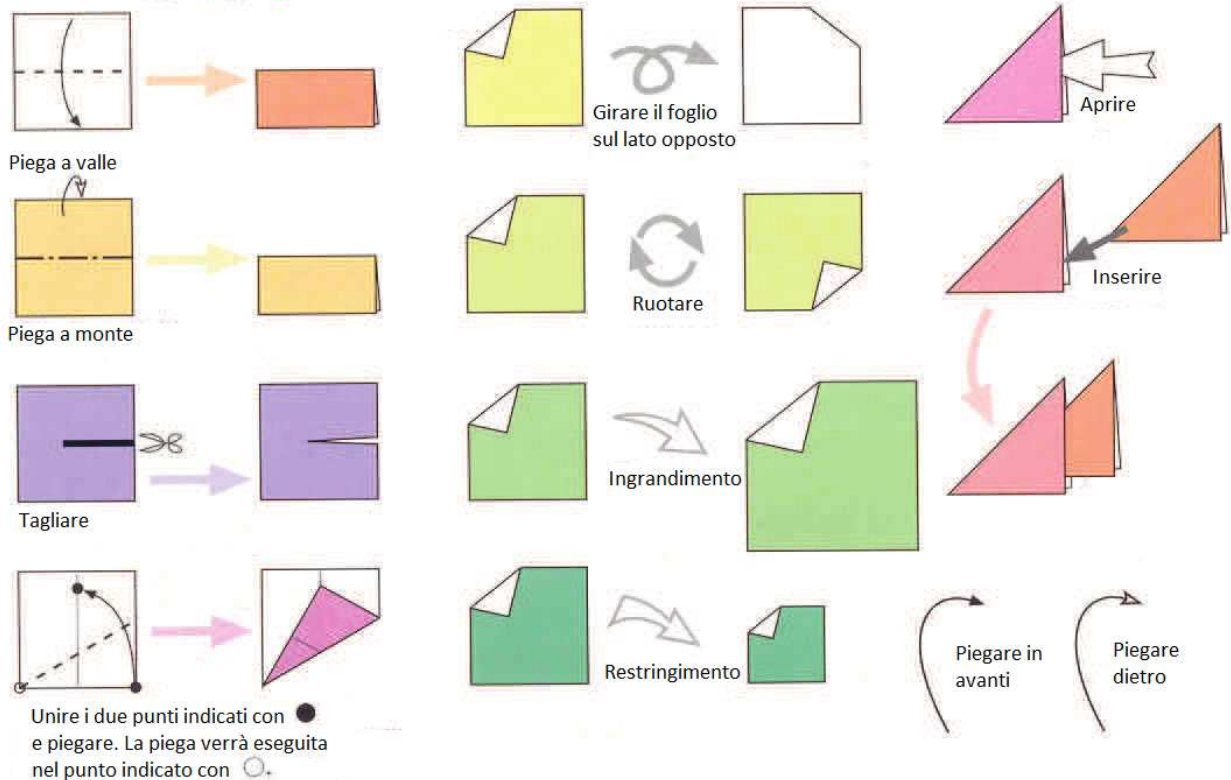 Piega a valle
Girare il foglio
sul lato opposto
Aprire
Piega a monte
Ruotare
Inserire
Tagliare
Ingrandimento
Unire i due punti indicati con ●
e piegare. La piega verrà eseguita
nel punto indicato con ○.
Restringimento
Piegare in
avanti
Piegare
dietro